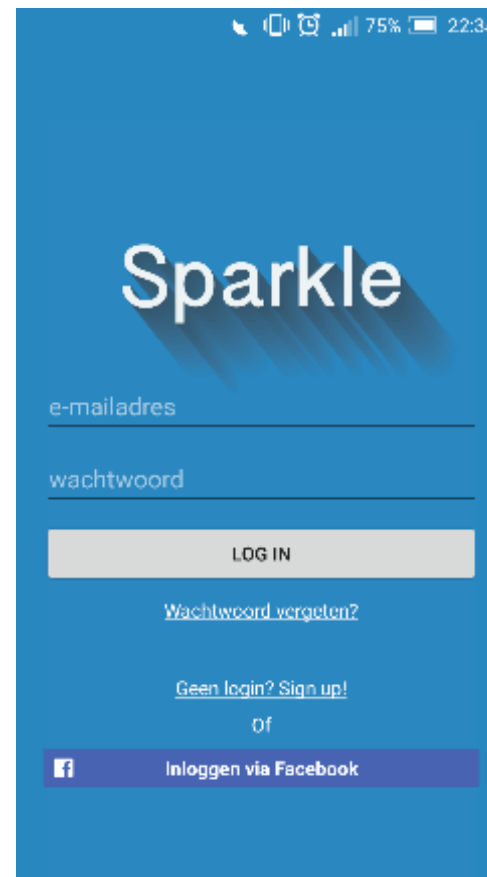 75% 22:3
Sparkle
e-mailadres
wachtwoord
LOG IN
Wachtwoord vergeten?
Geen login? Sign up!
Of
Inloggen via Facebook